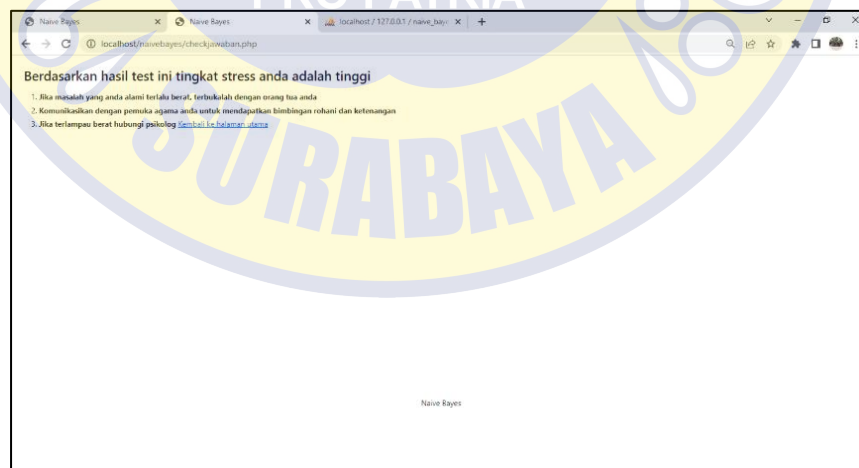 PRO PATRIA
Naive Bayes
Naive Bayes
localhost / 127.0.0.1 / naive_baye
localhost/naivebayes/checkjawaban.php
Berdasarkan hasil test ini tingkat stress anda adalah tinggi
1. Jika masalah yang anda alami terlalu berat, terbukalah dengan orang tua anda
2. Komunikasikan dengan pemuka agama anda untuk mendapatkan bimbingan rohani dan ketenangan
3. Jika terlampau berat hubungi psikolog Kembali ke halaman utama
SURABAYA
Naive Bayes